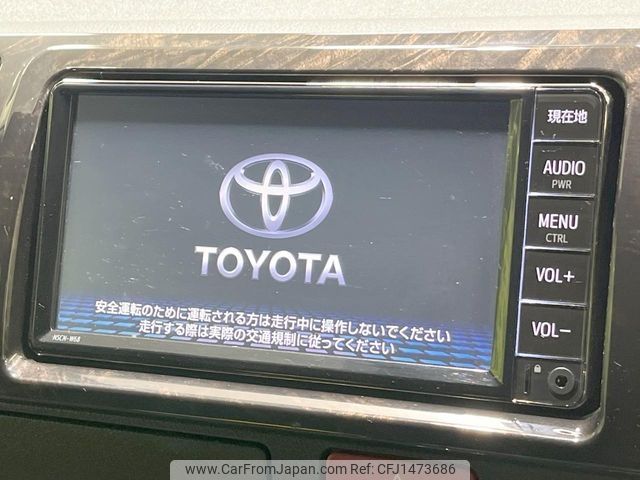 現在地
AUDIO
PWR
MENU
CTRL
VOL+
VOL-
TOYOTA
安全運転のために運転される方は走行中に操作しないでください
走行する際は実際の交通規制に従ってください
NSCN-W68
www.CarFromJapan.com | www.CarFromJapan.com | CFJ1473686